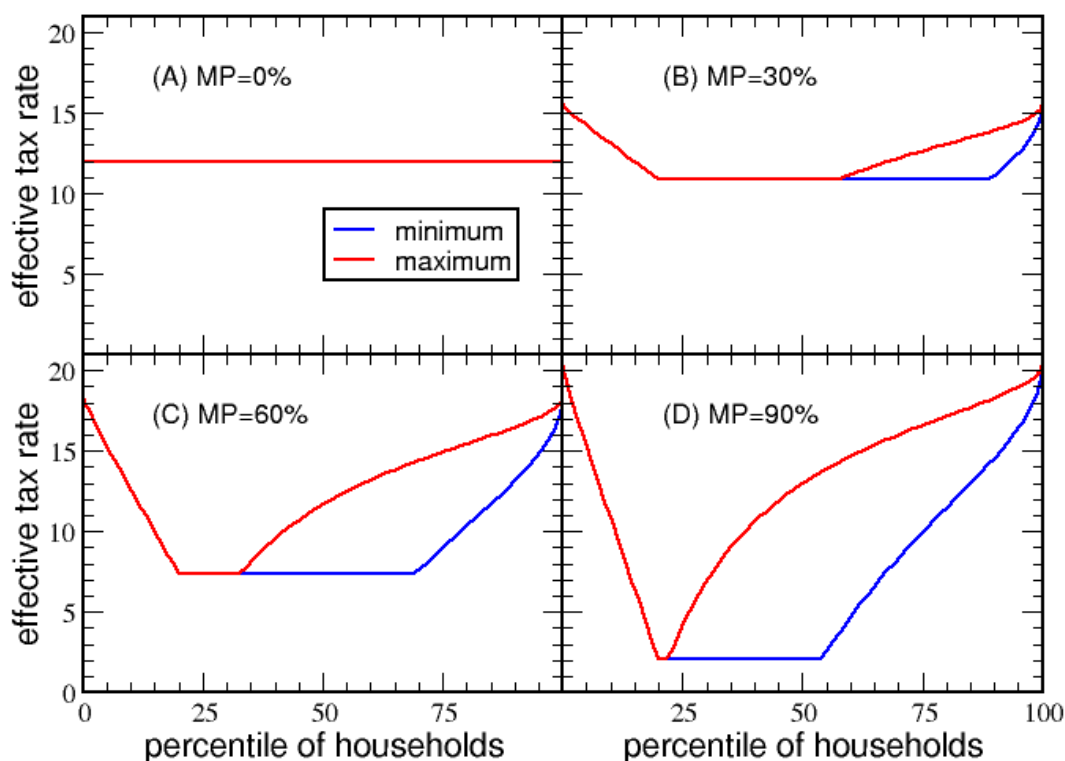 20
15
10
5
effective tax rate
(A) MP=0%
minimum
maximum
(B) MP=30%
20
15
10
5
0
effective tax rate
(C) MP=60%
(D) MP=90%
0 25 50 75
25 50 75 100
percentile of households
percentile of households